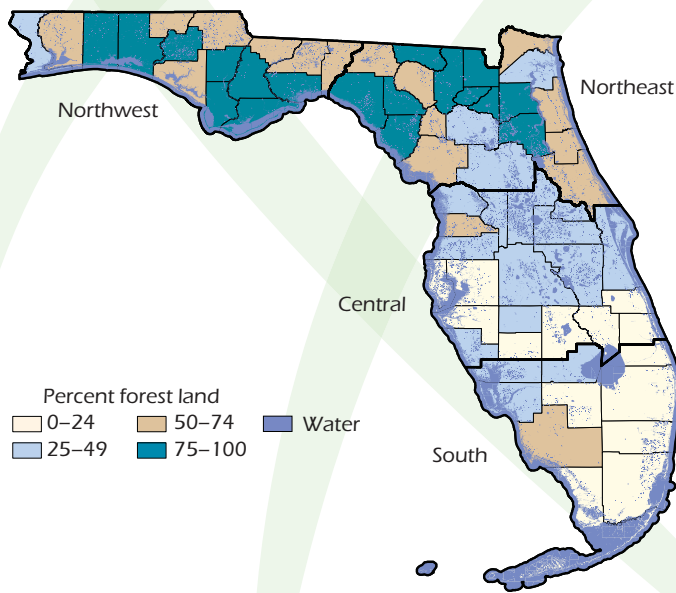 Northwest
Northeast
Central
South
Percent forest land
0–24
50–74
Water
25–49
75–100